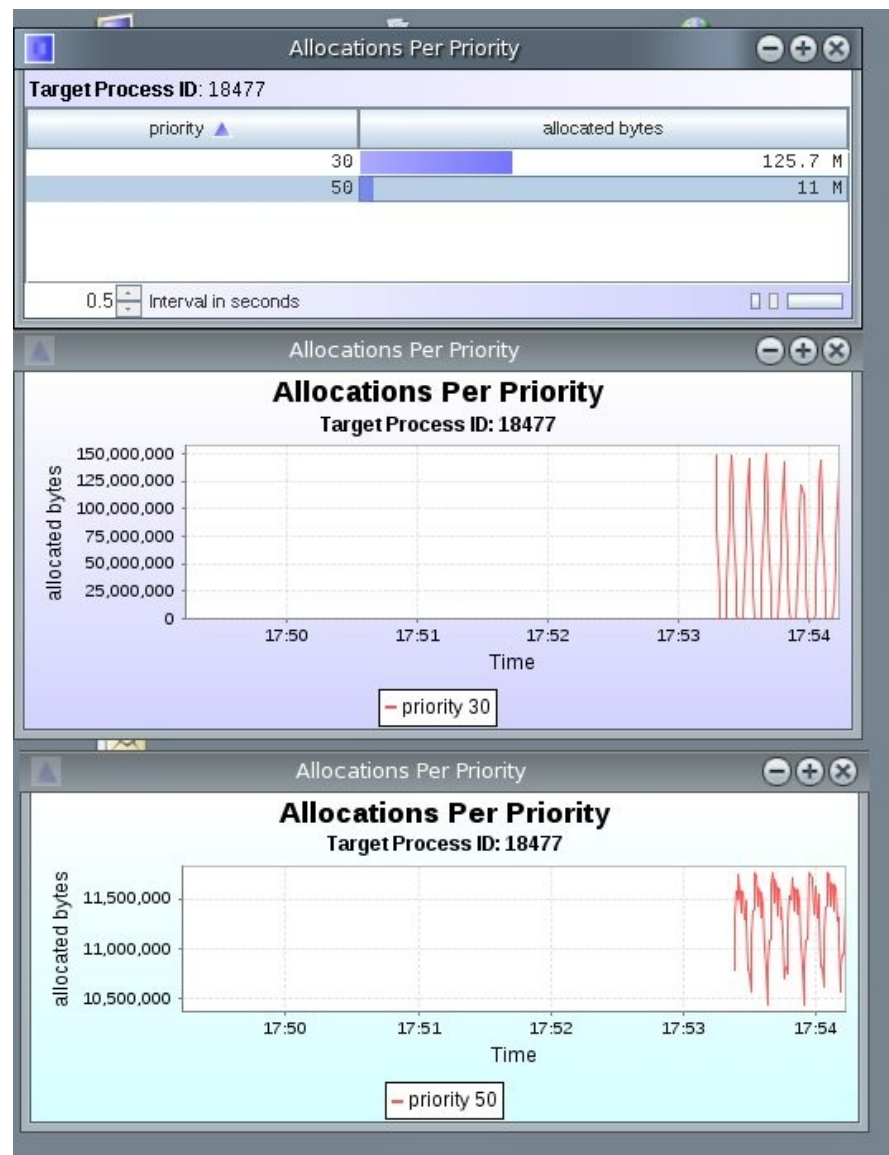 Allocations Per Priority
Target Process ID: 18477
priority allocated bytes
30 125.7 M
50 11 M
0.5 Interval in seconds
Allocations Per Priority
Allocations Per Priority
Target Process ID: 18477
150,000,000
125,000,000
100,000,000
75,000,000
50,000,000
25,000,000
0
allocated bytes
17:50 17:51 17:52 17:53 17:54
Time
priority 30
Allocations Per Priority
Allocations Per Priority
Target Process ID: 18477
11,500,000
11,000,000
10,500,000
allocated bytes
17:50 17:51 17:52 17:53 17:54
Time
priority 50